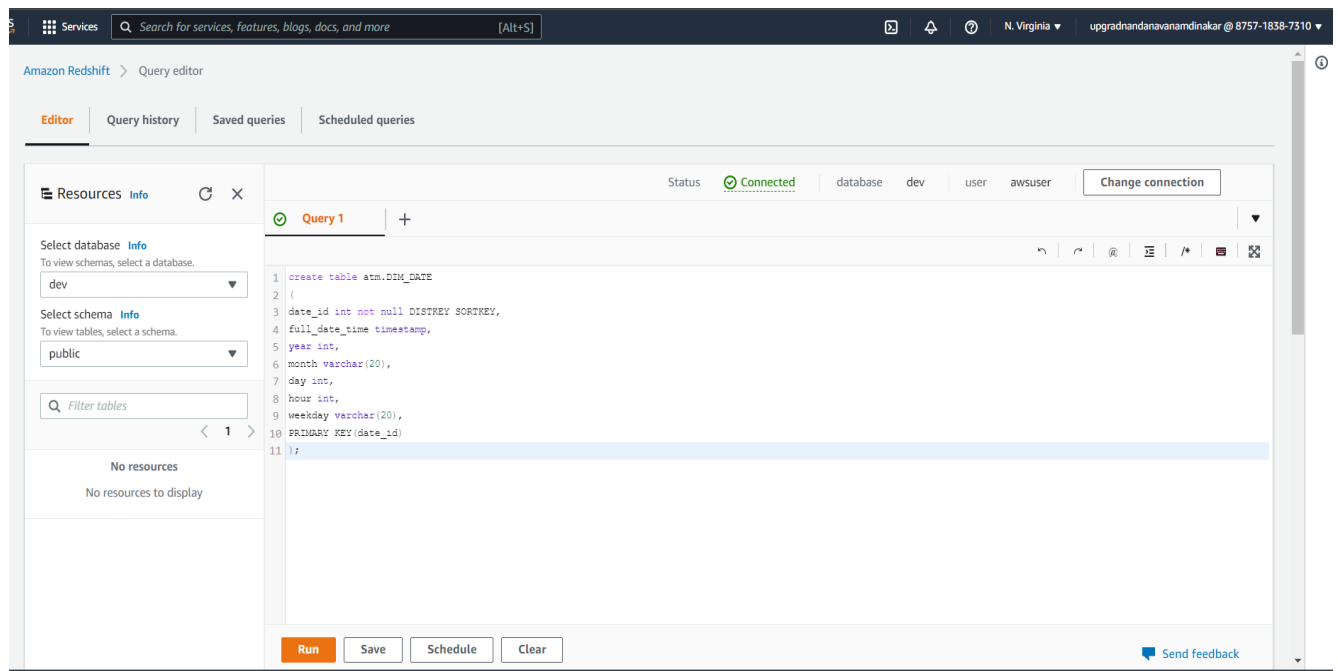 Services
Search for services, features, blogs, docs, and more [Alt+S]
N. Virginia ▼
upgradnandanavanamdinakar @ 8757-1838-7310 ▼
Amazon Redshift > Query editor
Editor
Query history
Saved queries
Scheduled queries
Resources Info
Status Connected database dev user awsuser Change connection
Query 1 +
Select database Info
To view schemas, select a database.
dev
Select schema Info
To view tables, select a schema.
public
Filter tables
< 1 >
No resources
No resources to display
1 create table atm.DIM_DATE
2 (
3 date_id int not null DISTKEY SORTKEY,
4 full_date_time timestamp,
5 year int,
6 month varchar(20),
7 day int,
8 hour int,
9 weekday varchar(20),
10 PRIMARY KEY(date_id)
11 );
Run
Save
Schedule
Clear
Send feedback